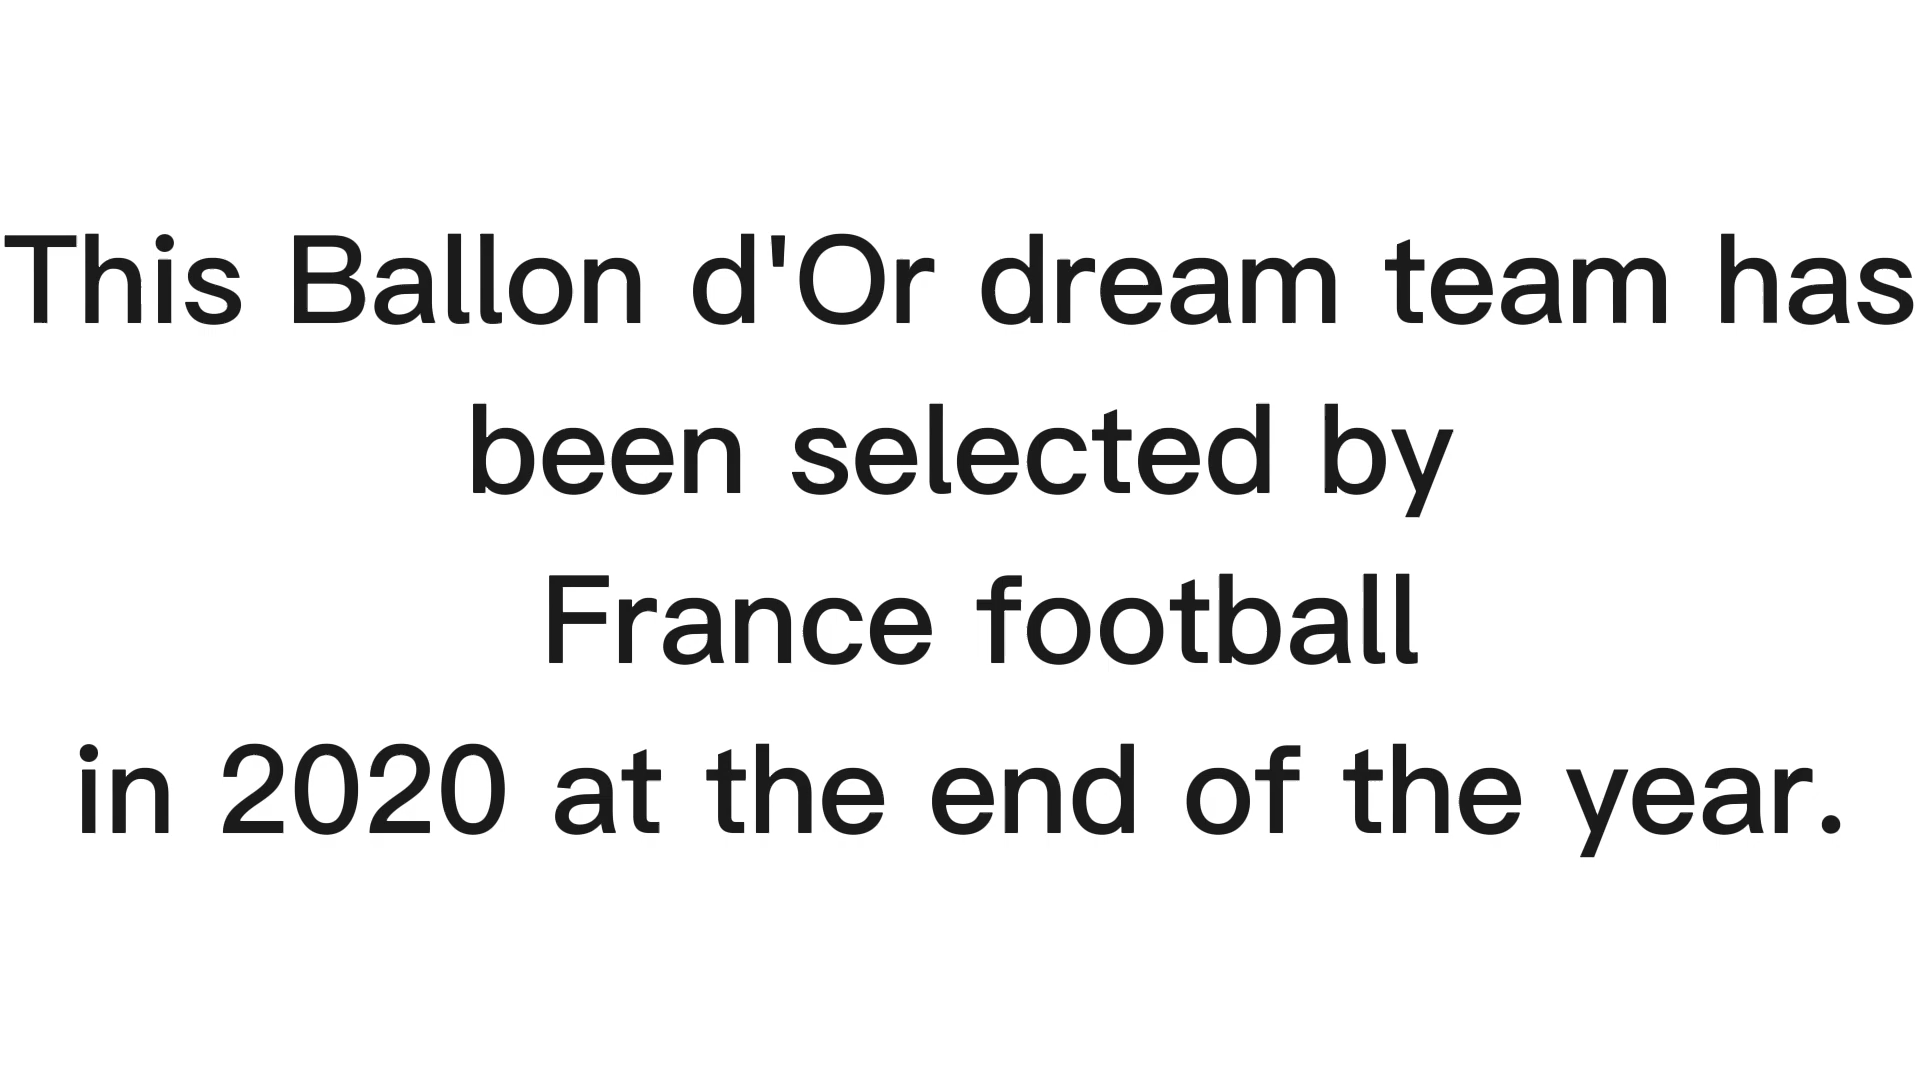 This Ballon d'Or dream team has
been selected by
France football
in 2020 at the end of the year.